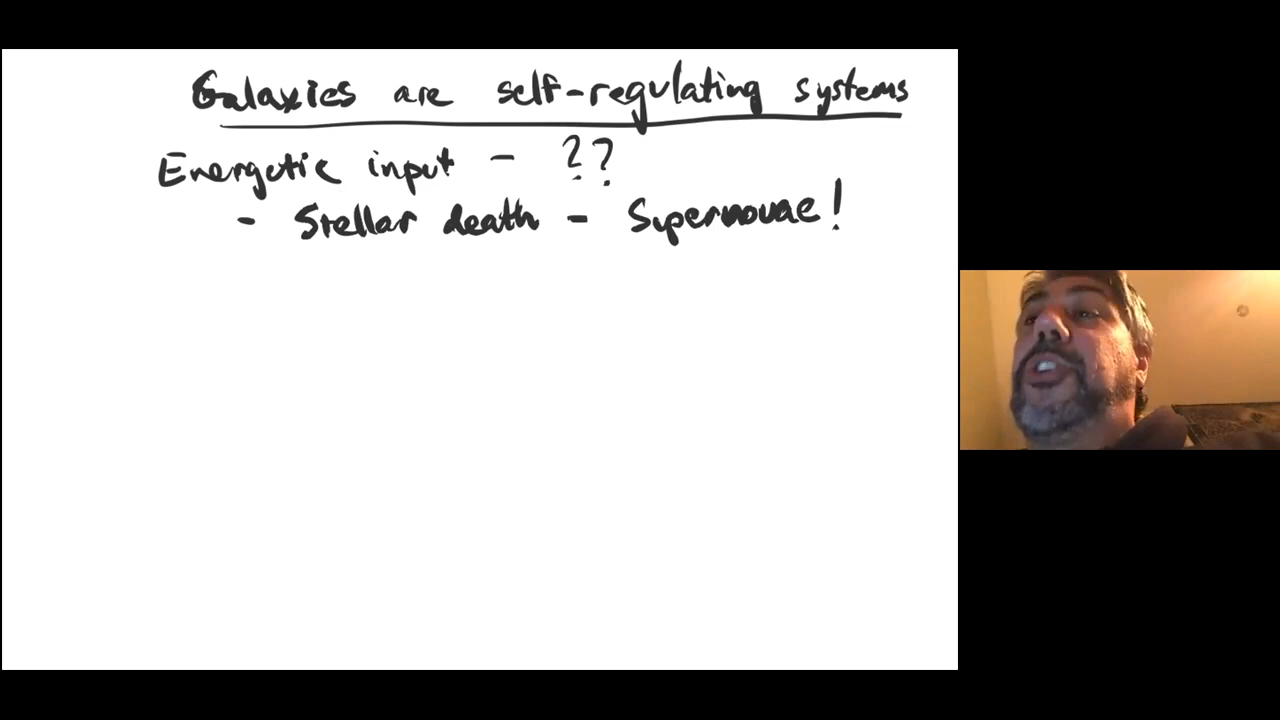 Galaxies are self-regulating systems
Energetic input - ??
- Stellar death - Supernovae!